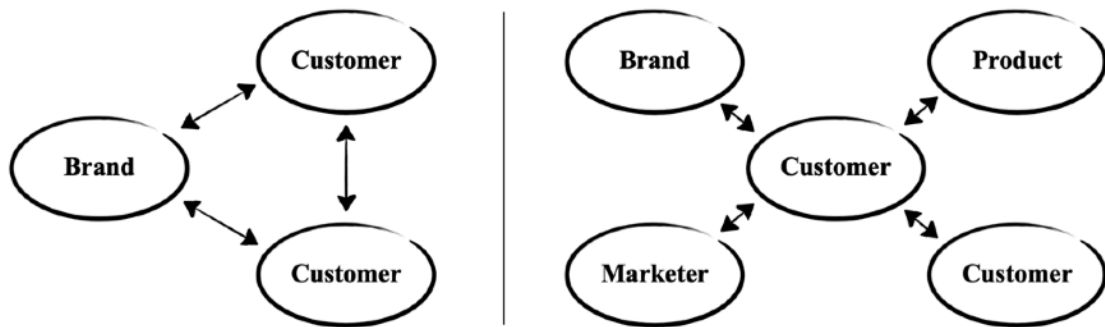 Customer
Brand
Customer
Brand
Product
Customer
Marketer
Customer